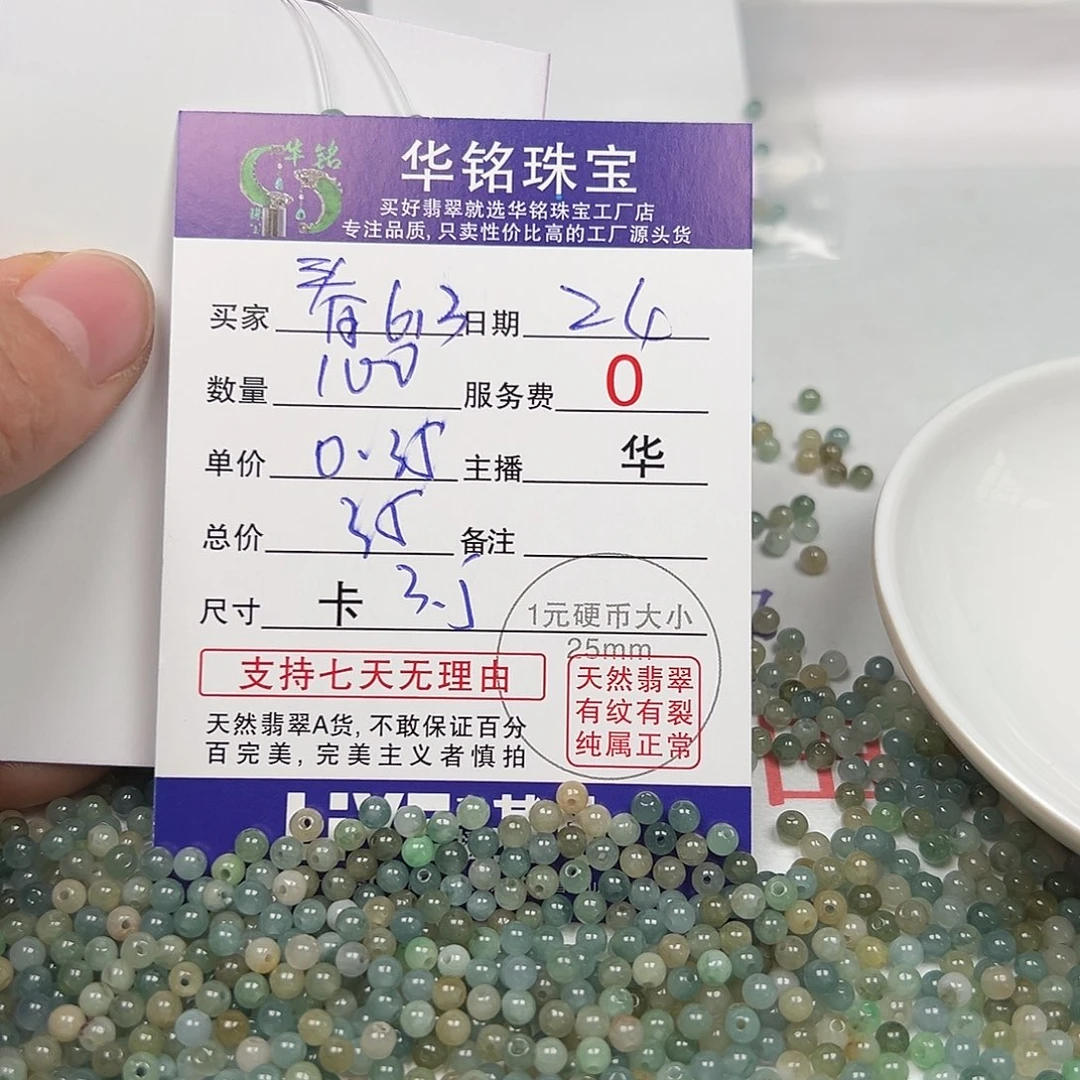 华铭
华铭珠宝
买好翡翠就选华铭珠宝工厂店
专注品质,只卖性价比高的工厂源头货
买家 613 日期 24
数量 100 服务费 0
单价 0.35 主播 华
总价 35 备注
尺寸 卡 3.5
1元硬币大小
25mm
支持七天无理由
天然翡翠
有纹有裂
纯属正常
天然翡翠A货,不敢保证百分
百完美,完美主义者慎拍